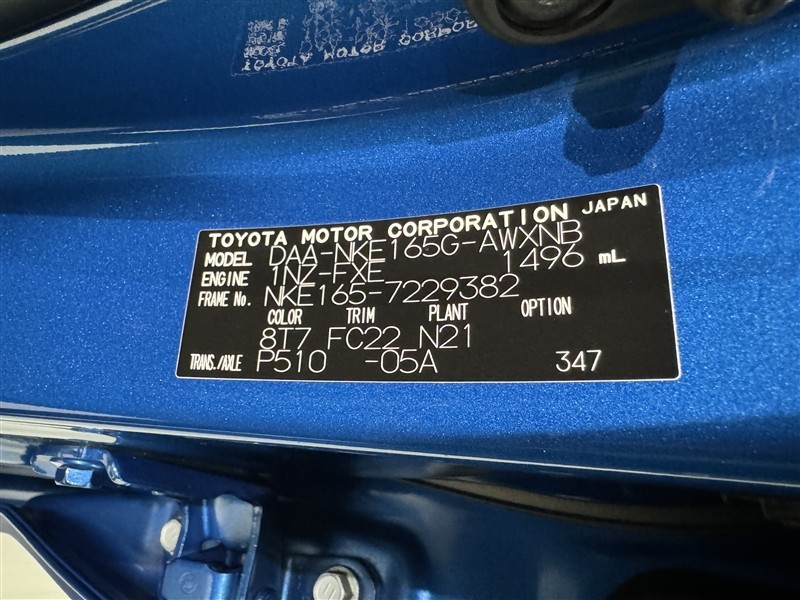 TOYOTA MOTOR CORPORATION JAPAN
MODEL DAA-NKE165G-AWXNB
ENGINE 1NZ-FXE 1496 mL
FRAME No. NKE165-7229382
COLOR TRIM PLANT OPTION
8T7 FC22 N21
TRANS./AXLE P510 -05A 347